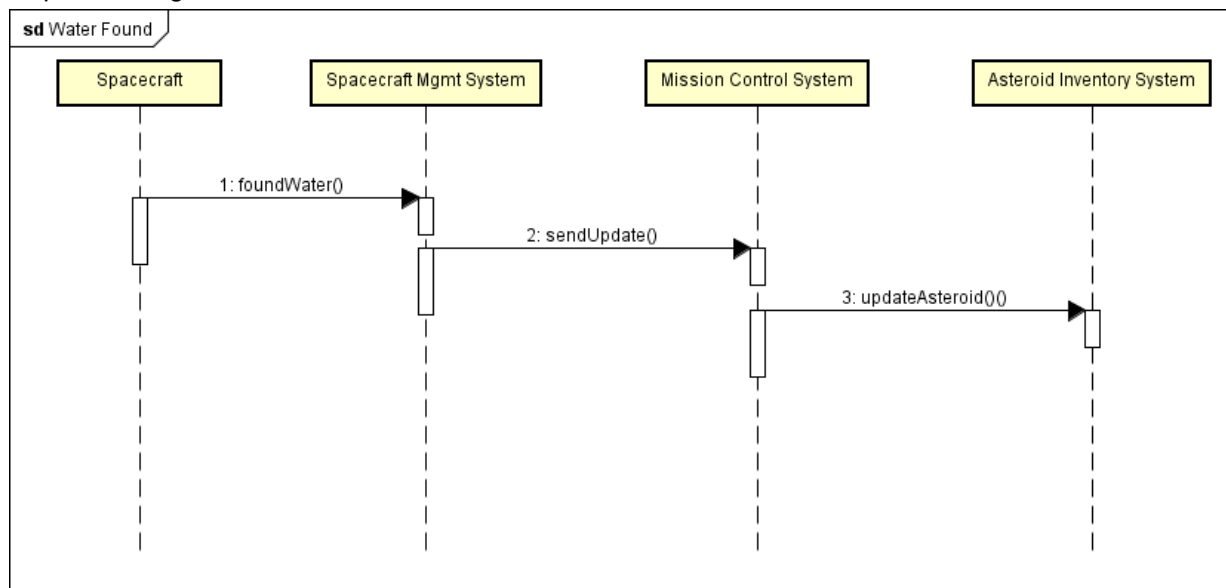 sd Water Found
Spacecraft
Spacecraft Mgmt System
Mission Control System
Asteroid Inventory System
1: foundWater()
2: sendUpdate()
3: updateAsteroid()()